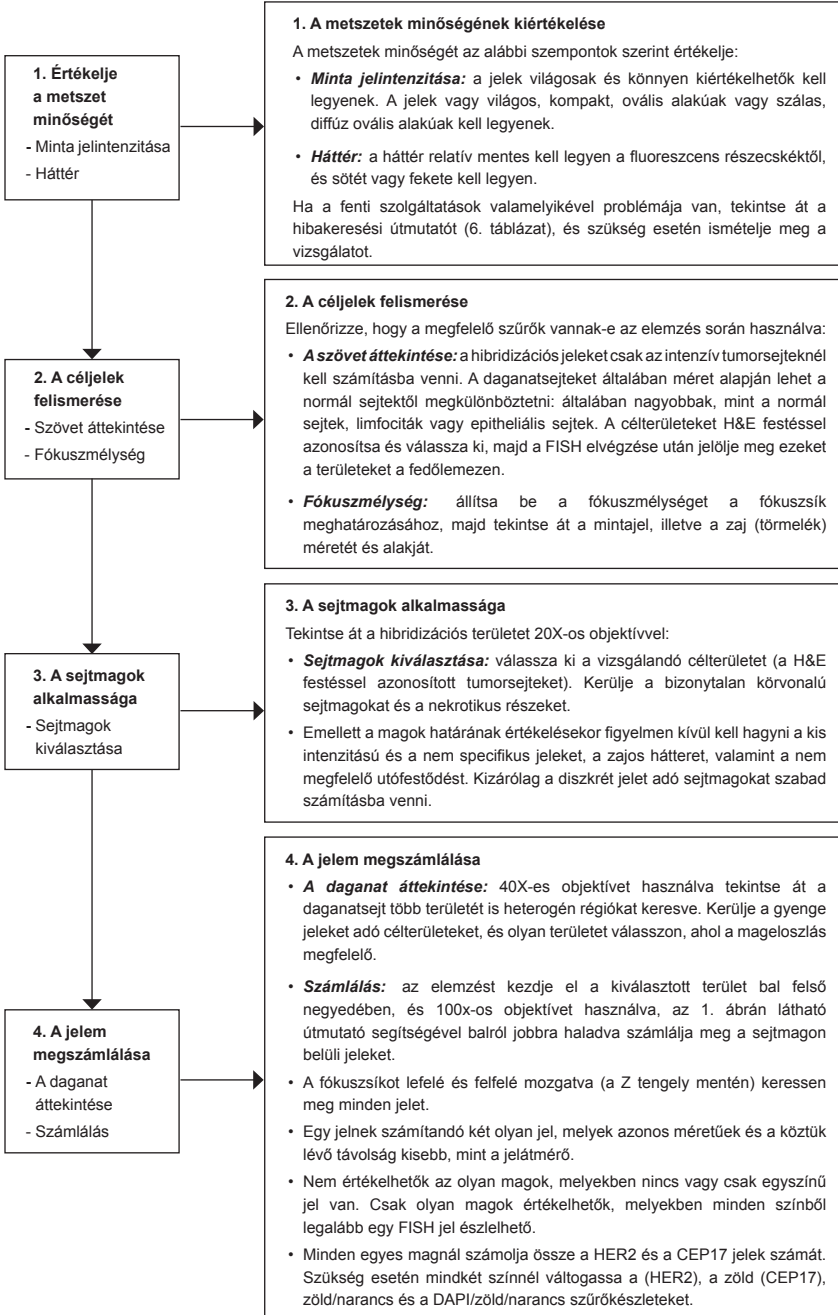 1. Értékelje
a metszet
minőségét
- Minta jelintenzitása
- Háttér
1. A metszetek minőségének kiértékelése
A metszetek minőségét az alábbi szempontok szerint értékelje:
• Minta jelintenzitása: a jelek világosak és könnyen kiértékelhetők kell
legyenek. A jelek vagy világos, kompakt, ovális alakúak vagy szálas,
diffúz ovális alakúak kell legyenek.
• Háttér: a háttér relatív mentes kell legyen a fluoreszcens részecskéktől,
és sötét vagy fekete kell legyen.
Ha a fenti szolgáltatások valamelyikével problémája van, tekintse át a
hibakeresési útmutatót (6. táblázat), és szükség esetén ismételje meg a
vizsgálatot.
2. A céljelek
felismerése
- Szövet áttekintése
- Fókuszmélység
2. A céljelek felismerése
Ellenőrizze, hogy a megfelelő szűrők vannak-e az elemzés során használva:
• A szövet áttekintése: a hibridizációs jeleket csak az intenzív tumorsejteknél
kell számításba venni. A daganatsejteket általában méret alapján lehet a
normál sejtektől megkülönböztetni: általában nagyobbak, mint a normál
sejtek, limfociták vagy epitheliális sejtek. A célterületeket H&E festéssel
azonosítsa és válassza ki, majd a FISH elvégzése után jelölje meg ezeket
a területeket a fedőlemezen.
• Fókuszmélység: állítsa be a fókuszmélységet a fókuszsík
meghatározásához, majd tekintse át a mintajel, illetve a zaj (törmelék)
méretét és alakját.
3. A sejtmagok
alkalmassága
- Sejtmagok
kiválasztása
3. A sejtmagok alkalmassága
Tekintse át a hibridizációs területet 20X-os objektívvel:
• Sejtmagok kiválasztása: válassza ki a vizsgálandó célterületet (a H&E
festéssel azonosított tumorsejteket). Kerülje a bizonytalan körvonalú
sejtmagokat és a nekrotikus részeket.
• Emellett a magok határának értékelésekor figyelmen kívül kell hagyni a kis
intenzitású és a nem specifikus jeleket, a zajos hátteret, valamint a nem
megfelelő utófestődést. Kizárólag a diszkrét jelet adó sejtmagokat szabad
számításba venni.
4. A jelem
megszámlálása
- A daganat
áttekintése
- Számlálás
4. A jelem megszámlálása
• A daganat áttekintése: 40X-es objektívet használva tekintse át a
daganatsejt több területét is heterogén régiókat keresve. Kerülje a gyenge
jeleket adó célterületeket, és olyan területet válasszon, ahol a mageloszlás
megfelelő.
• Számlálás: az elemzést kezdje el a kiválasztott terület bal felső
negyedében, és 100x-os objektívet használva, az 1. ábrán látható
útmutató segítségével balról jobbra haladva számlálja meg a sejtmagon
belüli jeleket.
• A fókuszsíkot lefelé és felfelé mozgatva (a Z tengely mentén) keressen
meg minden jelet.
• Egy jelnek számítandó két olyan jel, melyek azonos méretűek és a köztük
lévő távolság kisebb, mint a jelátmérő.
• Nem értékelhetők az olyan magok, melyekben nincs vagy csak egyszínű
jel van. Csak olyan magok értékelhetők, melyekben minden színből
legalább egy FISH jel észlelhető.
• Minden egyes magnál számolja össze a HER2 és a CEP17 jelek számát.
Szükség esetén mindkét színnél váltogassa a (HER2), a zöld (CEP17),
zöld/narancs és a DAPI/zöld/narancs szűrőkészleteket.